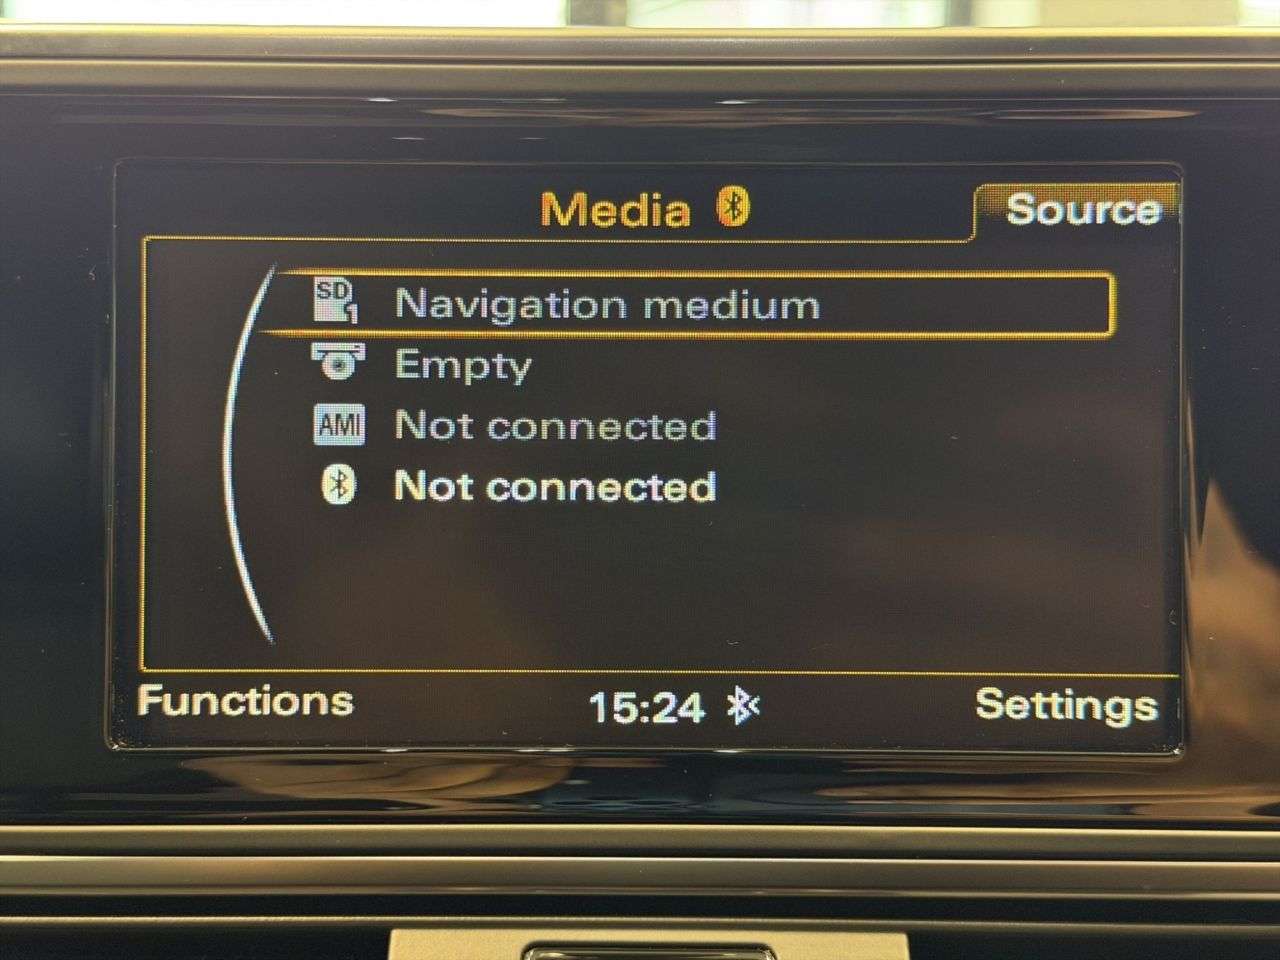 Media
Source
SD 1 Navigation medium
Empty
AMI Not connected
Not connected
Functions
15:24
Settings